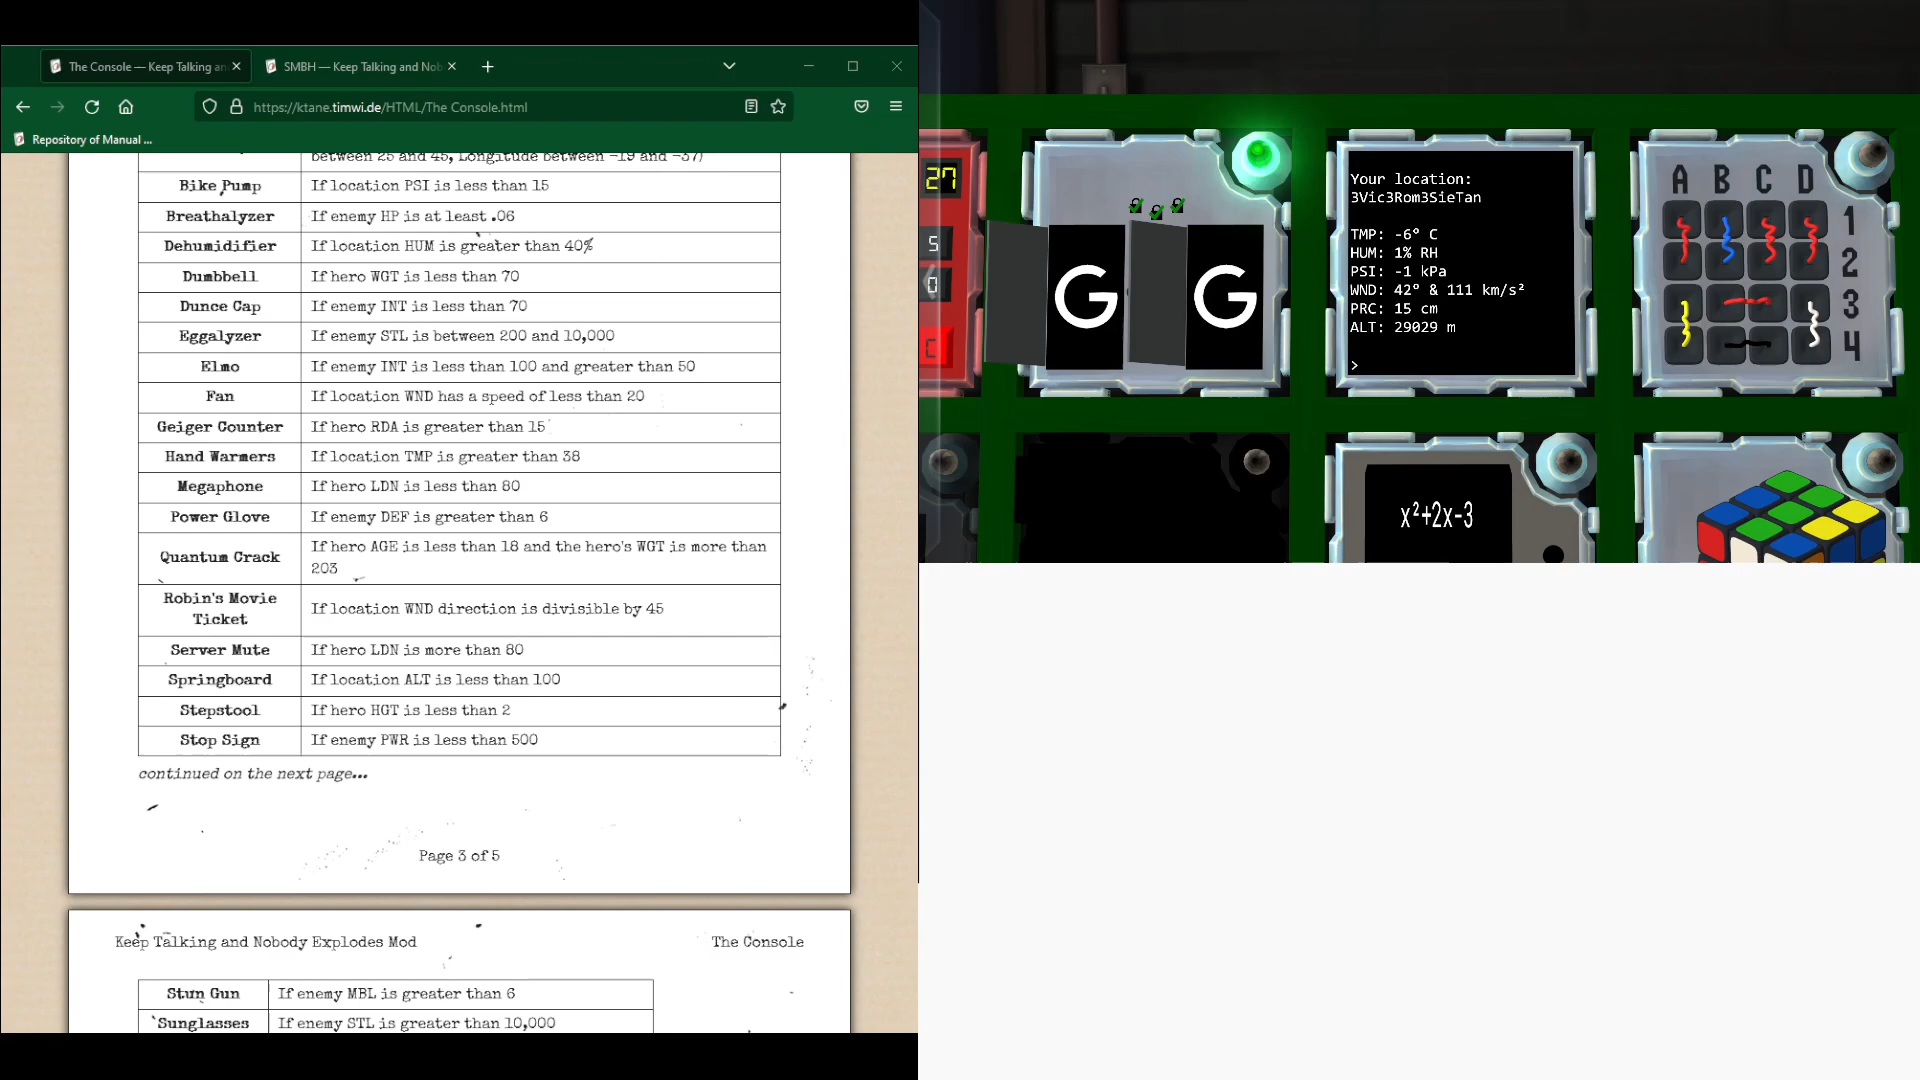 The Console — Keep Talking an
SMBH — Keep Talking and Nob
https://ktane.timwi.de/HTML/The Console.html
Repository of Manual ...
between 25 and 45, Longitude between -19 and -37)
Bike Pump If location PSI is less than 15
Breathalyzer If enemy HP is at least .06
Dehumidifier If location HUM is greater than 40%
Dumbbell If hero WGT is less than 70
Dunce Cap If enemy INT is less than 70
Eggalyzer If enemy STL is between 200 and 10,000
Elmo If enemy INT is less than 100 and greater than 50
Fan If location WND has a speed of less than 20
Geiger Counter If hero RDA is greater than 15
Hand Warmers If location TMP is greater than 38
Megaphone If hero LDN is less than 80
Power Glove If enemy DEF is greater than 6
Quantum Crack If hero AGE is less than 18 and the hero's WGT is more than
203
Robin's Movie
Ticket If location WND direction is divisible by 45
Server Mute If hero LDN is more than 80
Springboard If location ALT is less than 100
Stepstool If hero HGT is less than 2
Stop Sign If enemy PWR is less than 500
continued on the next page...
Page 3 of 5
Keep Talking and Nobody Explodes Mod The Console
Stun Gun If enemy MBL is greater than 6
Sunglasses If enemy STL is greater than 10,000
27
5
0
C
G G
Your location:
3Vic3Rom3SieTan
TMP: -6° C
HUM: 1% RH
PSI: -1 kPa
WND: 42° & 111 km/s²
PRC: 15 cm
ALT: 29029 m
>
A B C D
1
2
3
4
x²+2x-3